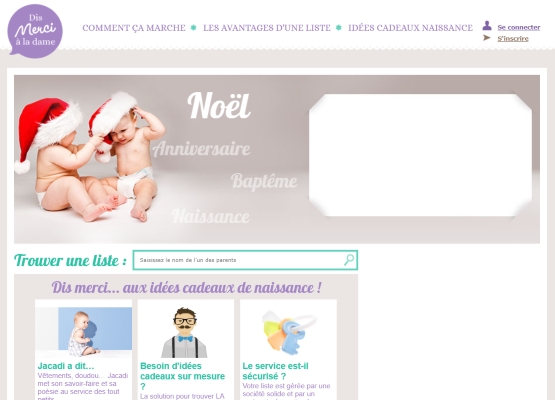 Dis
Merci
à la dame
COMMENT ÇA MARCHE
LES AVANTAGES D'UNE LISTE
IDÉES CADEAUX NAISSANCE
Se connecter
S'inscrire
Noël
Anniversaire
Baptême
Naissance
Trouver une liste :
Saisissez le nom de l'un des parents
Dis merci... aux idées cadeaux de naissance !
Jacadi a dit...
Vêtements, doudou... Jacadi
met son savoir-faire et sa
poésie au service des tout
petits.
Besoin d'idées
cadeaux sur mesure
?
La solution pour trouver LA
Le service est-il
sécurisé ?
Votre liste est gérée par une
société solide et par un